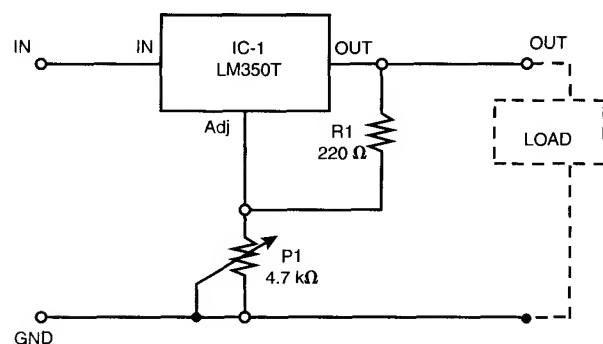 IN
IN
IC-1
LM350T
OUT
OUT
Adj
R1
220 Ω
LOAD
P1
4.7 kΩ
GND